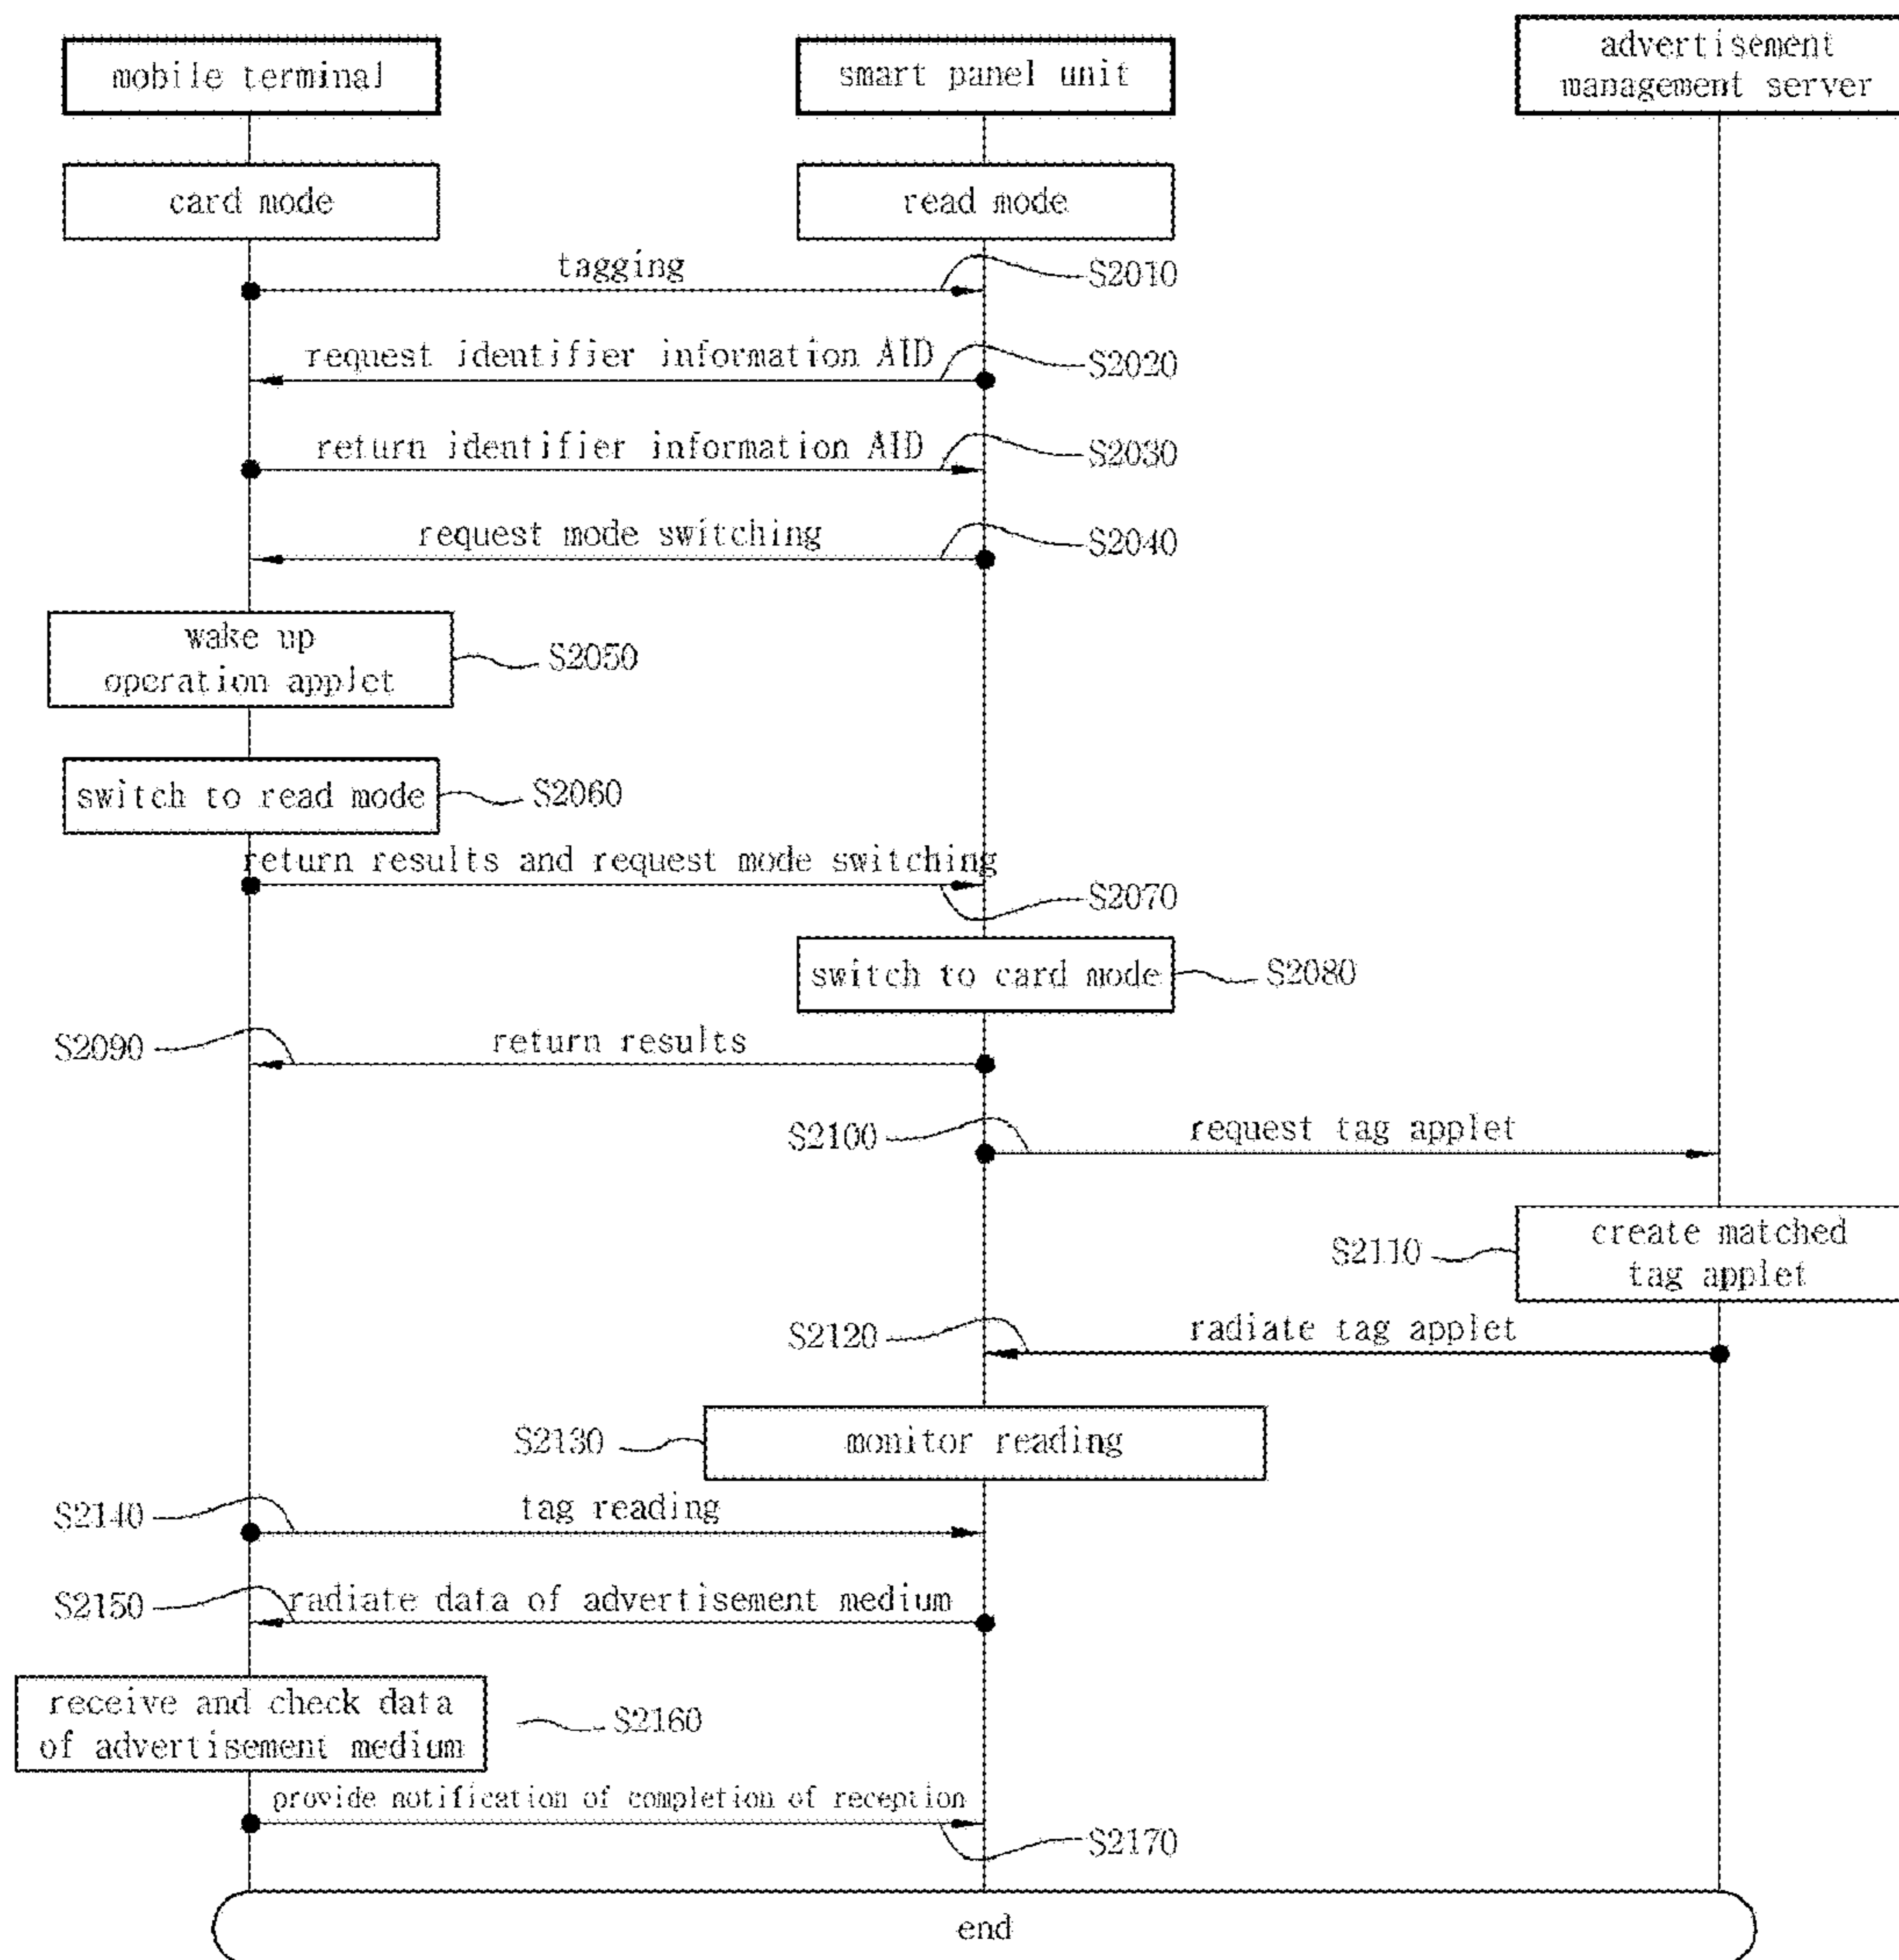 mobile terminal
smart panel unit
advertisement
management server
card mode
read mode
tagging
S2010
request identifier information AID
S2020
return identifier information AID
S2030
request mode switching
S2040
wake up
operation applet
S2050
switch to read mode
S2060
return results and request mode switching
S2070
switch to card mode
S2080
S2090
return results
S2100
request tag applet
S2110
create matched
tag applet
S2120
radiate tag applet
S2130
monitor reading
S2140
tag reading
S2150
radiate data of advertisement medium
receive and check data
of advertisement medium
S2160
provide notification of completion of reception
S2170
end